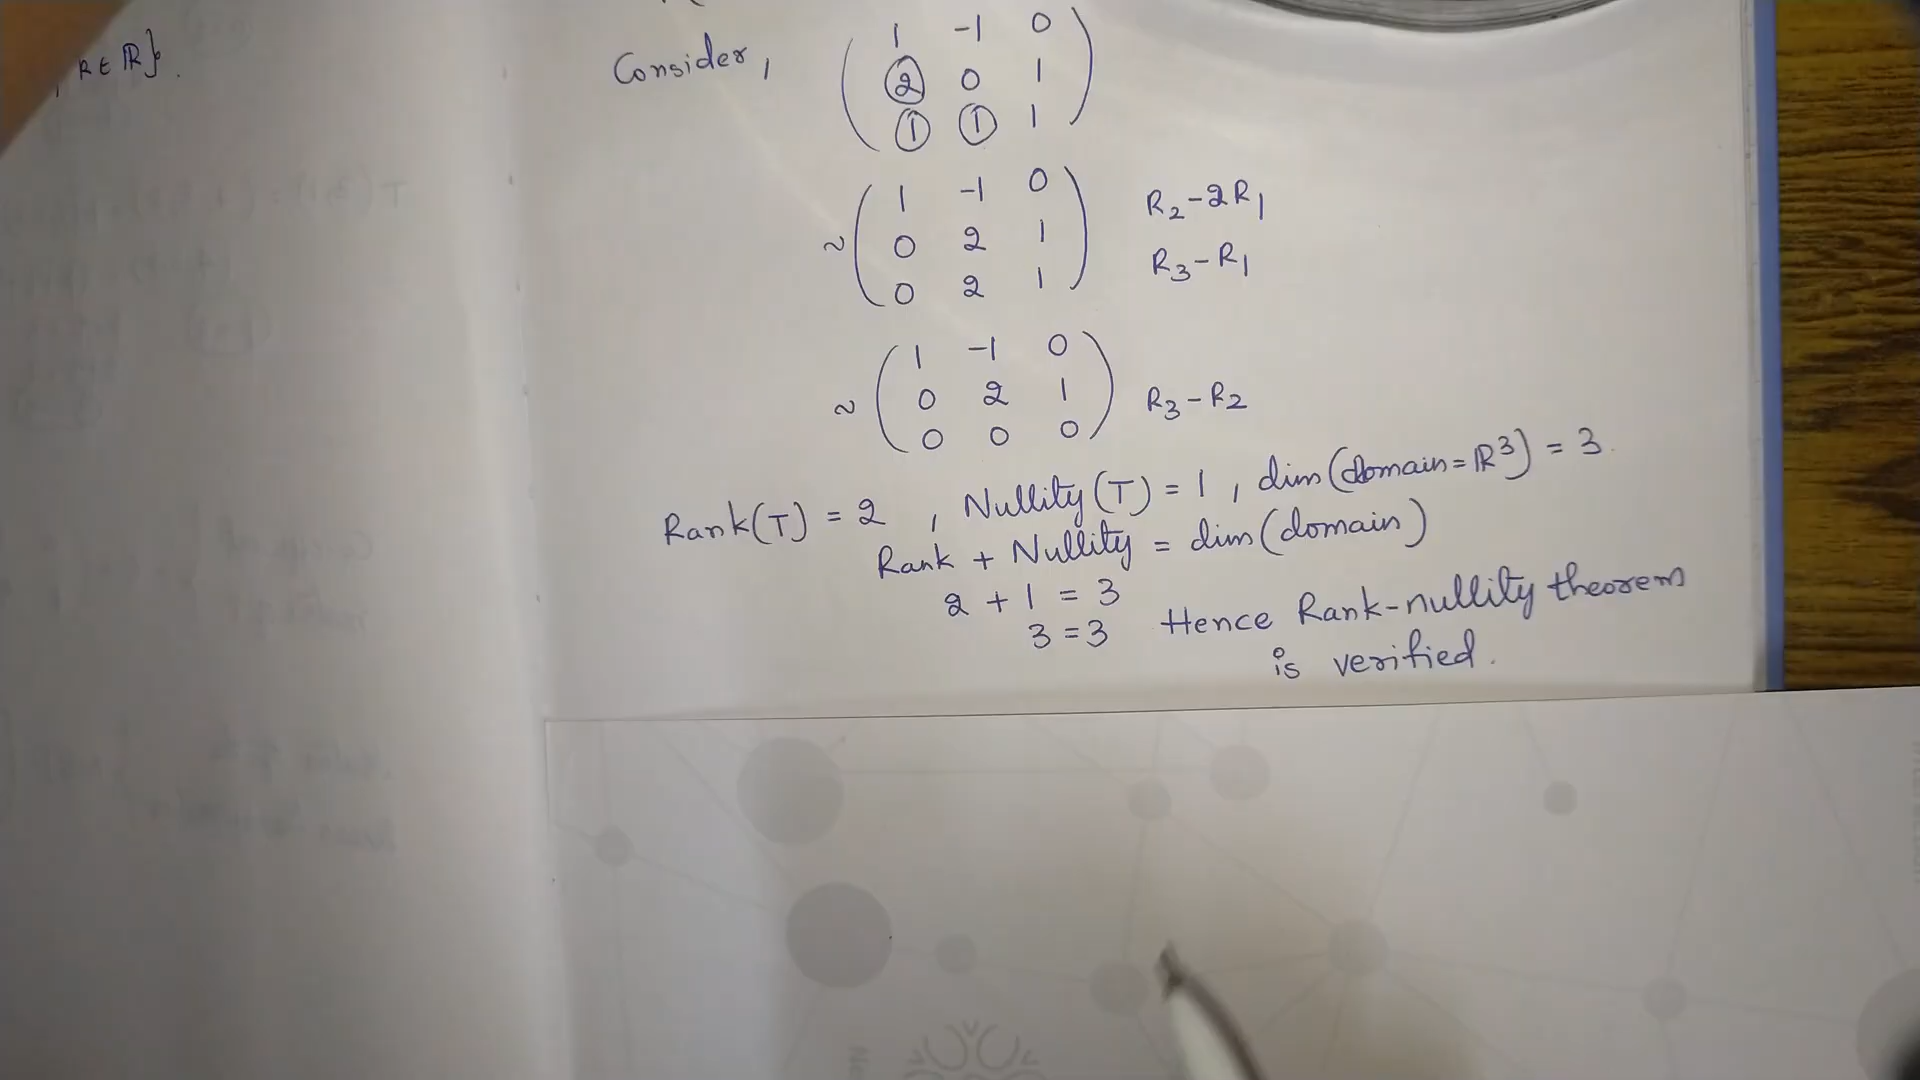 R ∈ ℝ}.
Consider, ( 1 -1 0
2 0 1
1 1 1 )
~ ( 1 -1 0
0 2 1 R₂-2R₁
0 2 1 ) R₃-R₁
~ ( 1 -1 0
0 2 1 R₃-R₂
0 0 0 )
Rank(T) = 2 , Nullity(T) = 1 , dim(domain=ℝ³) = 3.
Rank + Nullity = dim(domain)
2 + 1 = 3
3 = 3 Hence Rank-nullity theorem
is verified.